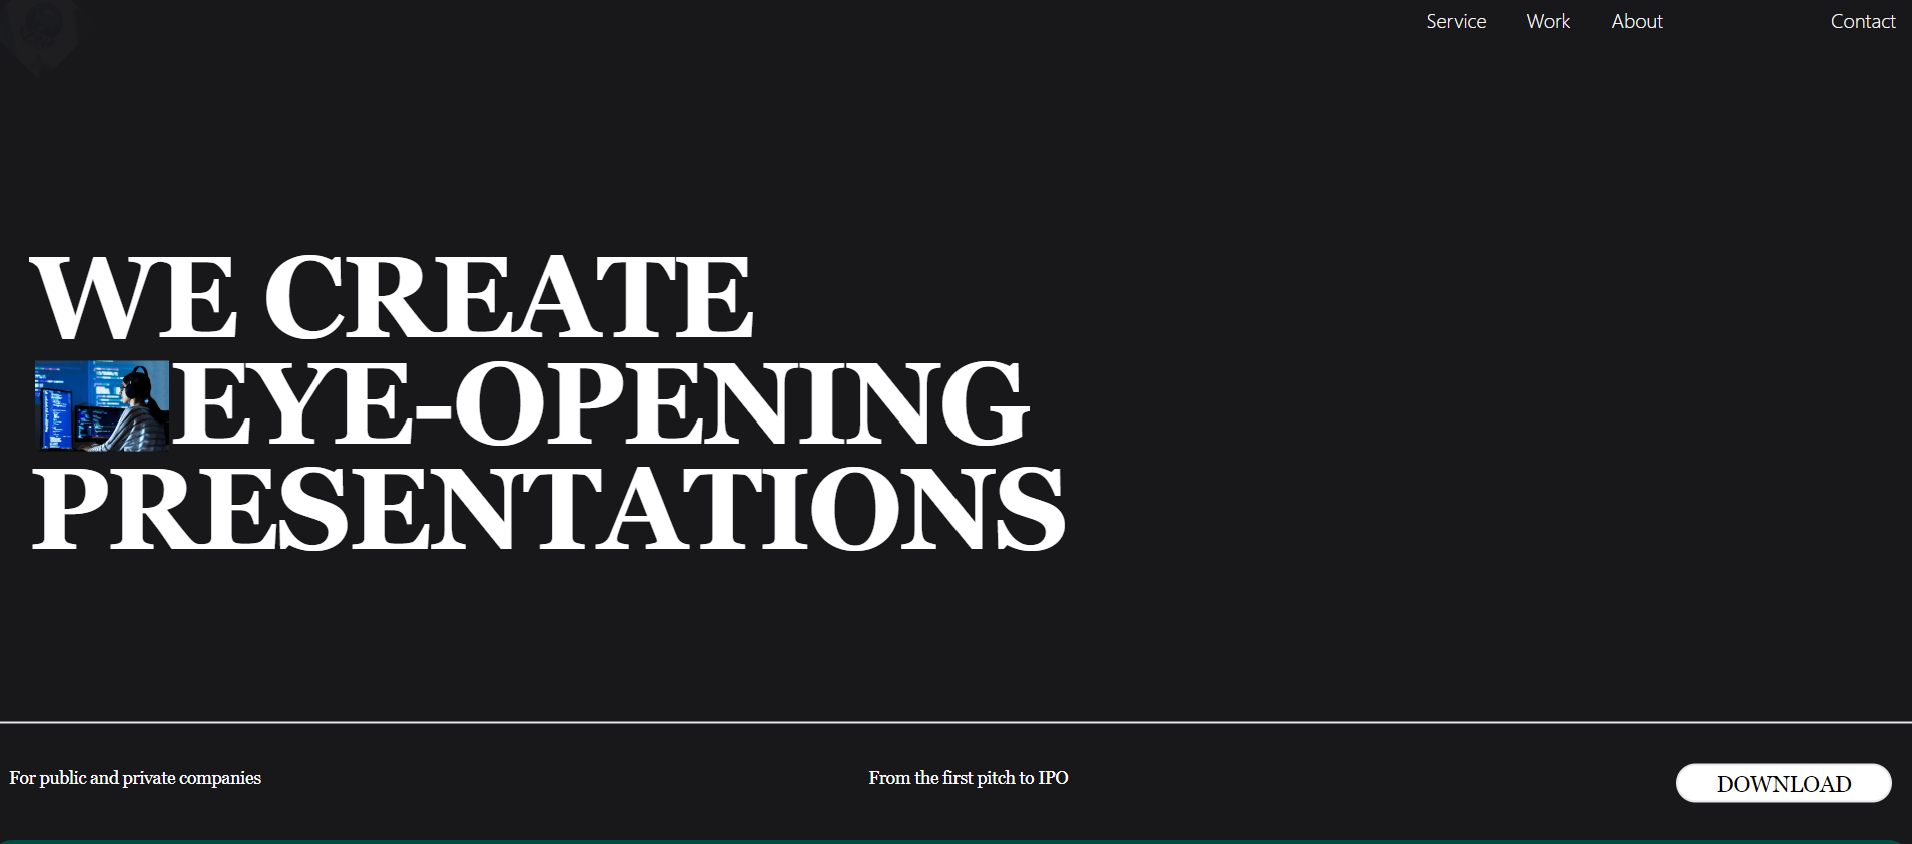 Service Work About Contact
WE CREATE
EYE-OPENING
PRESENTATIONS
For public and private companies From the first pitch to IPO DOWNLOAD